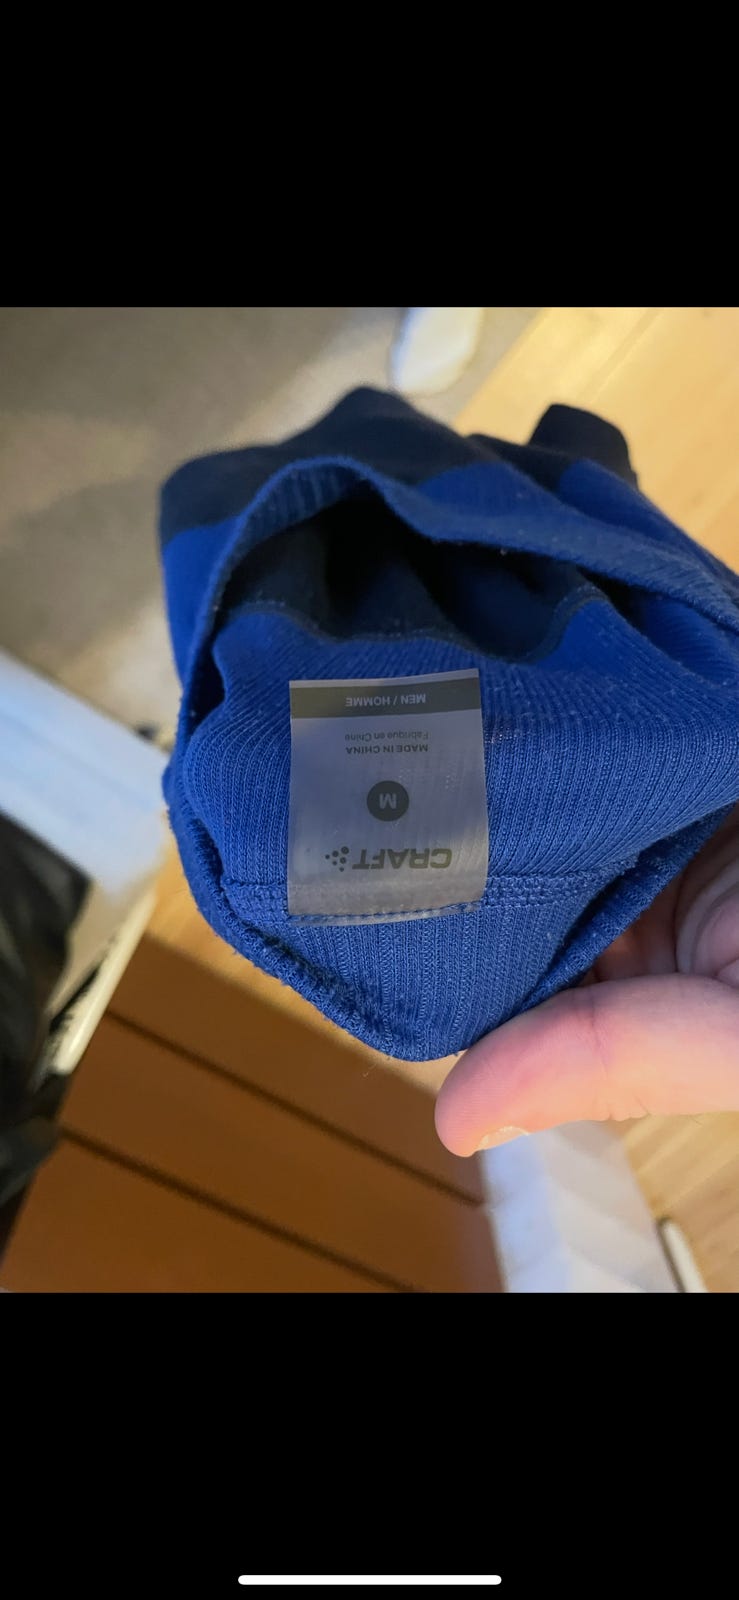 CRAFT
M
MADE IN CHINA
Fabriqué en Chine
MEN / HOMME